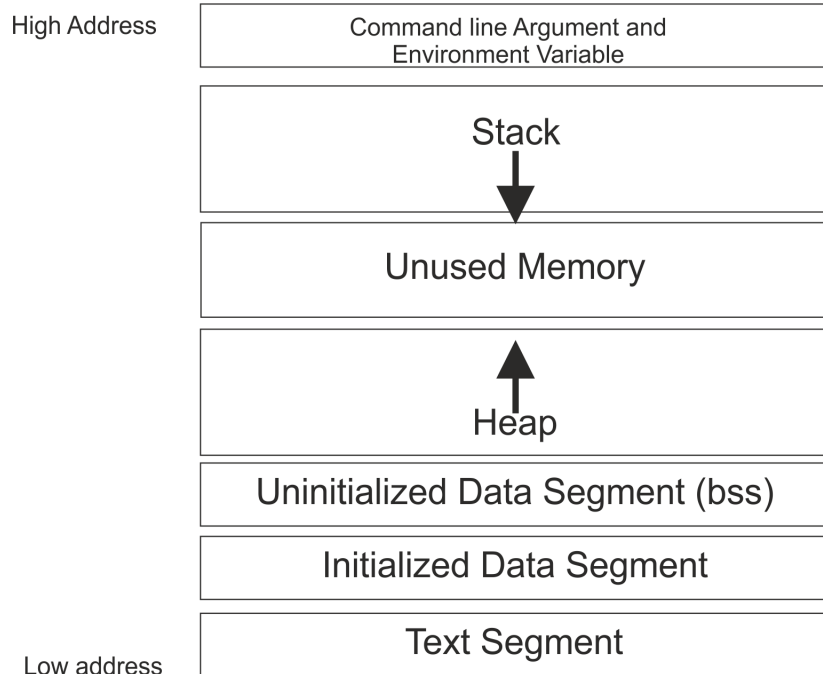 High Address
Command line Argument and
Environment Variable
Stack
Unused Memory
Heap
Uninitialized Data Segment (bss)
Initialized Data Segment
Text Segment
Low address